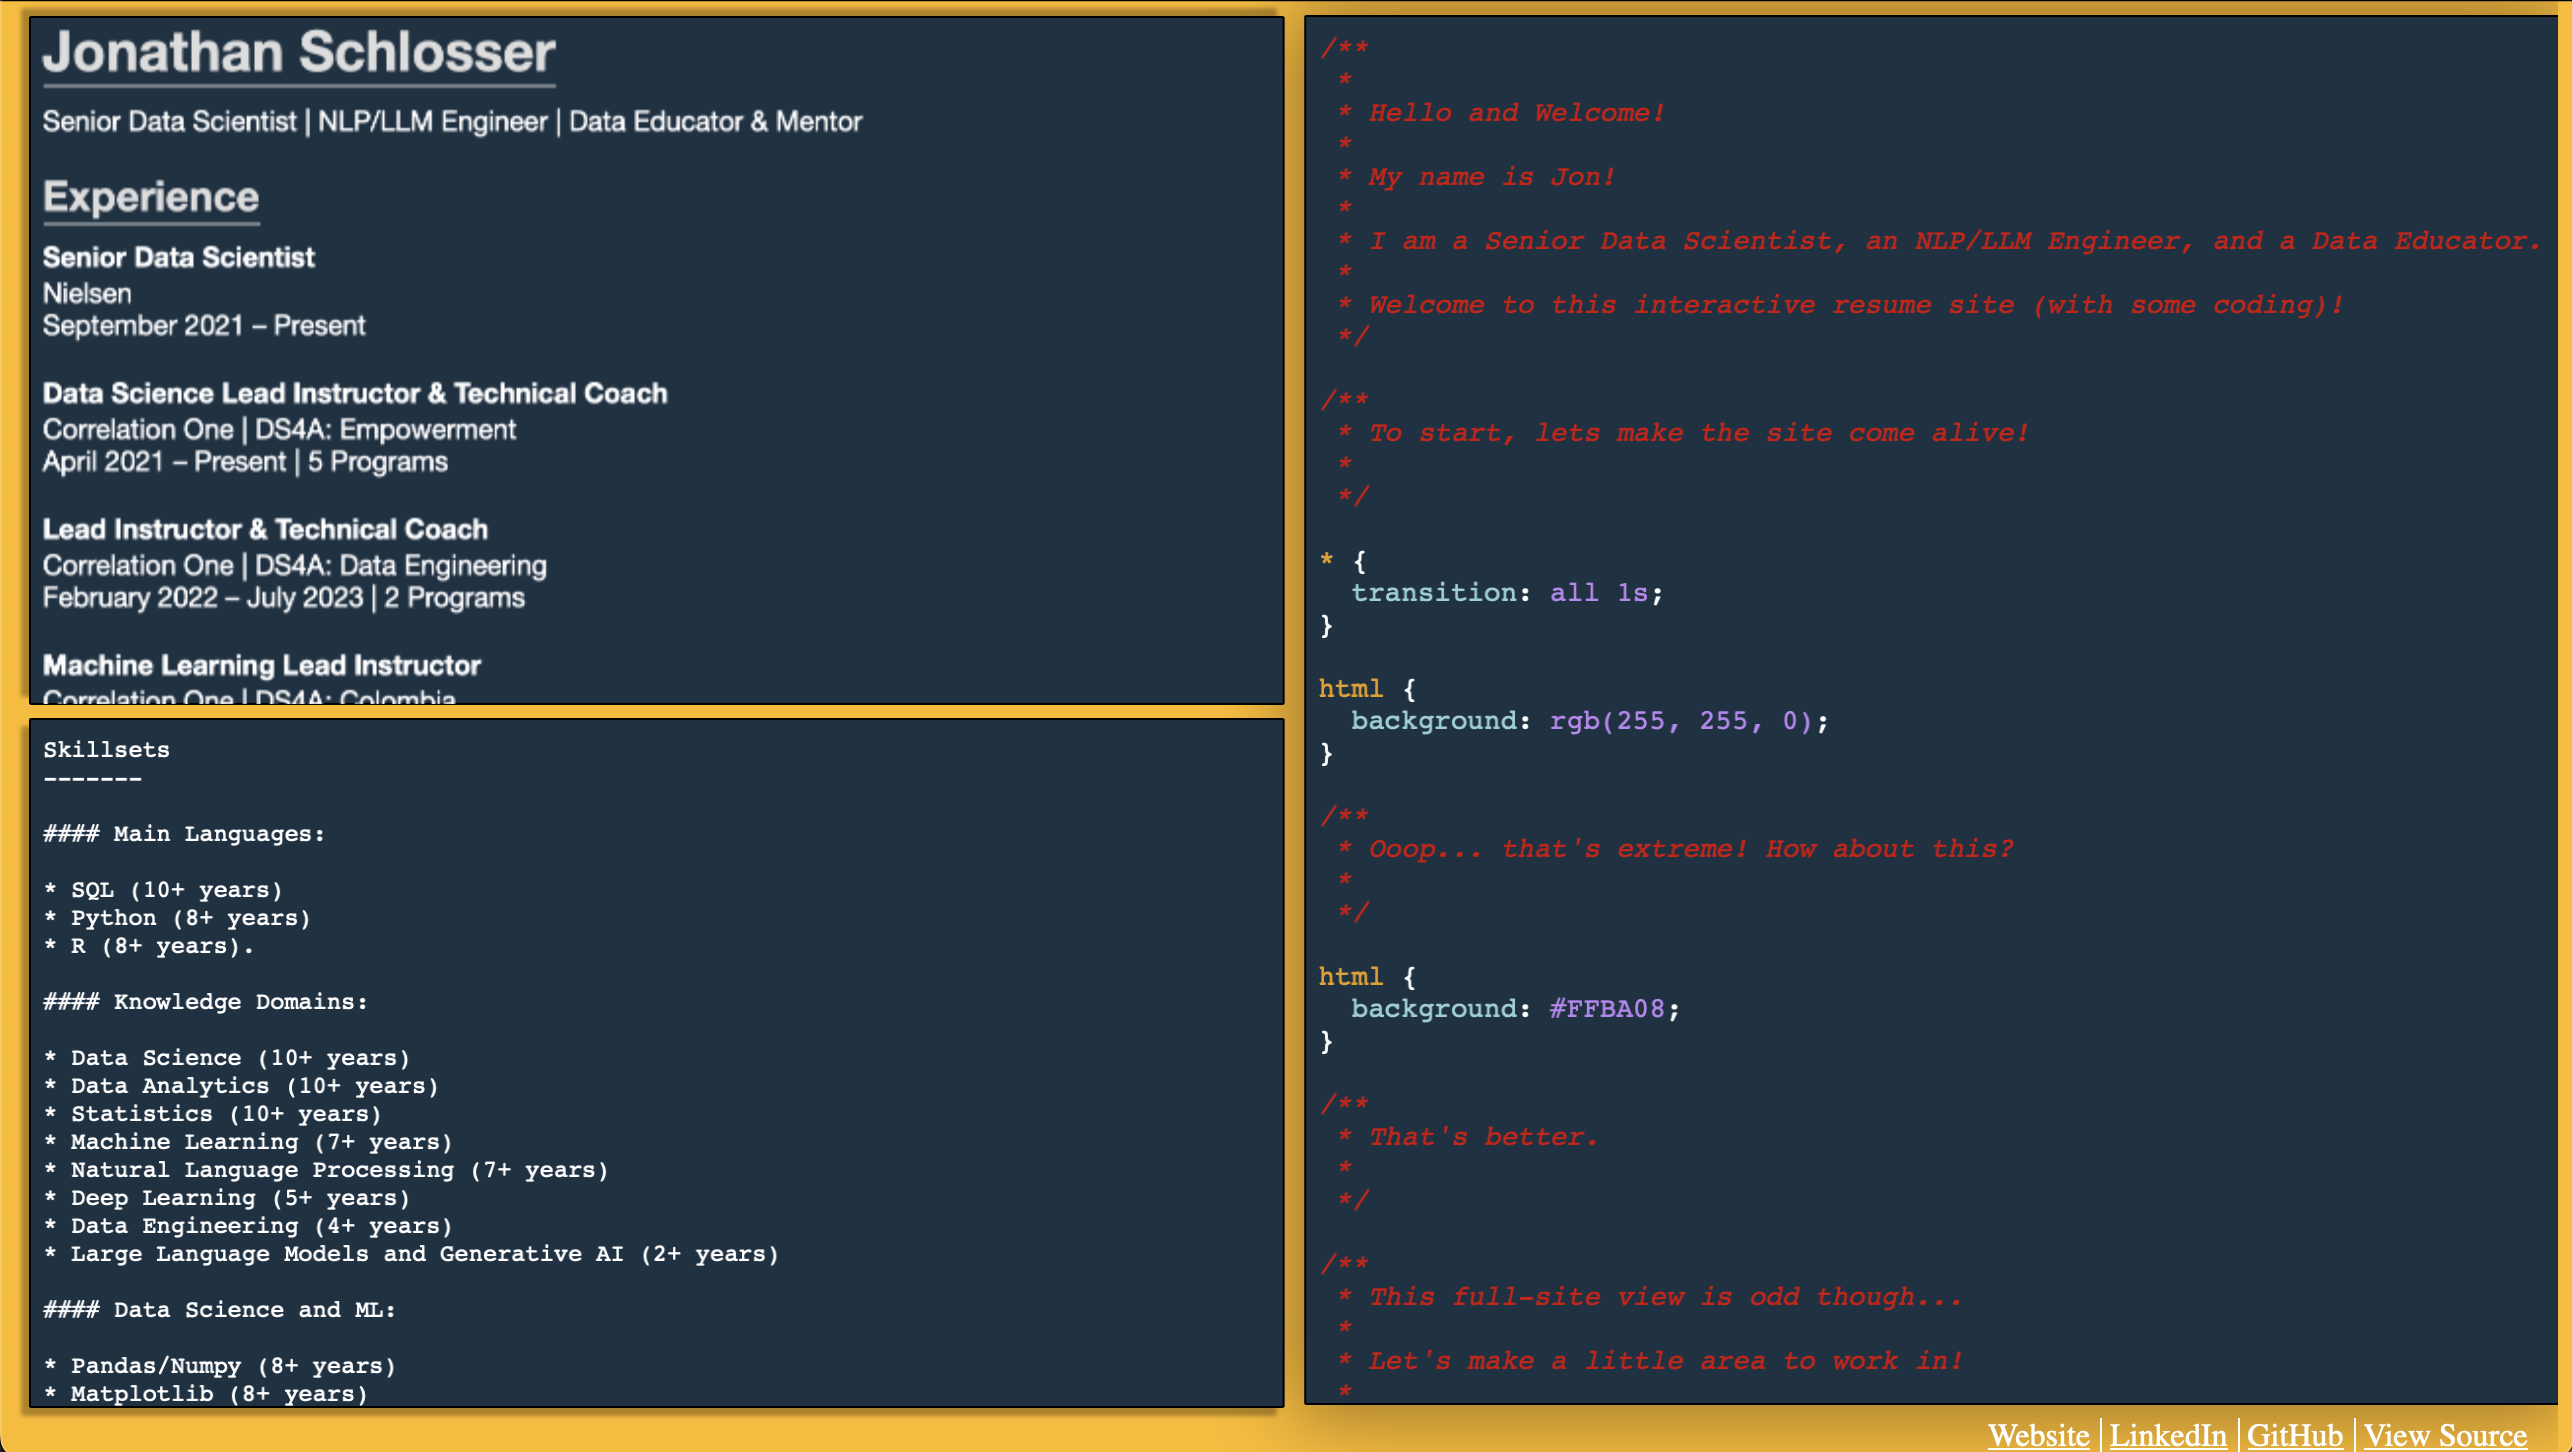 Jonathan Schlosser
Senior Data Scientist | NLP/LLM Engineer | Data Educator & Mentor
Experience
Senior Data Scientist
Nielsen
September 2021 – Present
Data Science Lead Instructor & Technical Coach
Correlation One | DS4A: Empowerment
April 2021 – Present | 5 Programs
Lead Instructor & Technical Coach
Correlation One | DS4A: Data Engineering
February 2022 – July 2023 | 2 Programs
Machine Learning Lead Instructor
Correlation One | DS4A: Colombia
Skillsets
-------
#### Main Languages:
* SQL (10+ years)
* Python (8+ years)
* R (8+ years).
#### Knowledge Domains:
* Data Science (10+ years)
* Data Analytics (10+ years)
* Statistics (10+ years)
* Machine Learning (7+ years)
* Natural Language Processing (7+ years)
* Deep Learning (5+ years)
* Data Engineering (4+ years)
* Large Language Models and Generative AI (2+ years)
#### Data Science and ML:
* Pandas/Numpy (8+ years)
* Matplotlib (8+ years)
/**
 *
 * Hello and Welcome!
 *
 * My name is Jon!
 *
 * I am a Senior Data Scientist, an NLP/LLM Engineer, and a Data Educator.
 *
 * Welcome to this interactive resume site (with some coding)!
 */
/**
 * To start, lets make the site come alive!
 *
 */
* {
  transition: all 1s;
}
html {
  background: rgb(255, 255, 0);
}
/**
 * Ooop... that's extreme! How about this?
 *
 */
html {
  background: #FFBA08;
}
/**
 * That's better.
 *
 */
/**
 * This full-site view is odd though...
 *
 * Let's make a little area to work in!
 *
Website | LinkedIn | GitHub | View Source